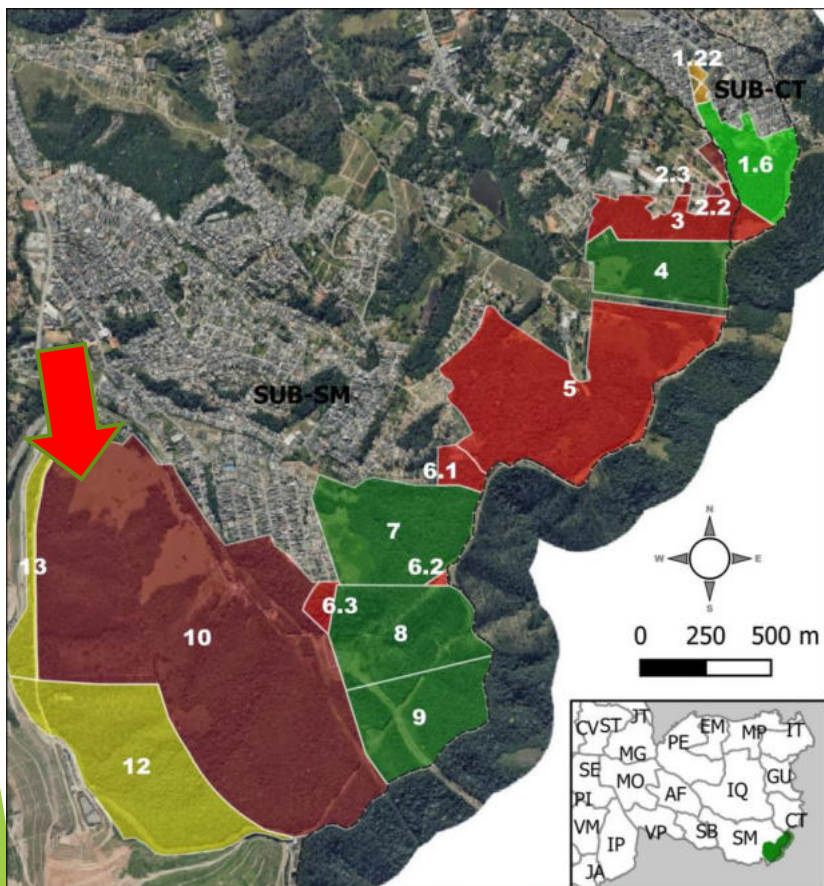 1.22
SUB-CT
1.6
2.3
2.2
3
4
SUB-SM
5
6.1
7
6.2
13
6.3
10
8
9
12
N
W
E
S
0 250 500 m
JT
CV
ST
EM
IT
PE
MP
MG
SE
GU
MO
IQ
PI
AF
CT
VM
VP
SB
SM
IP
JA